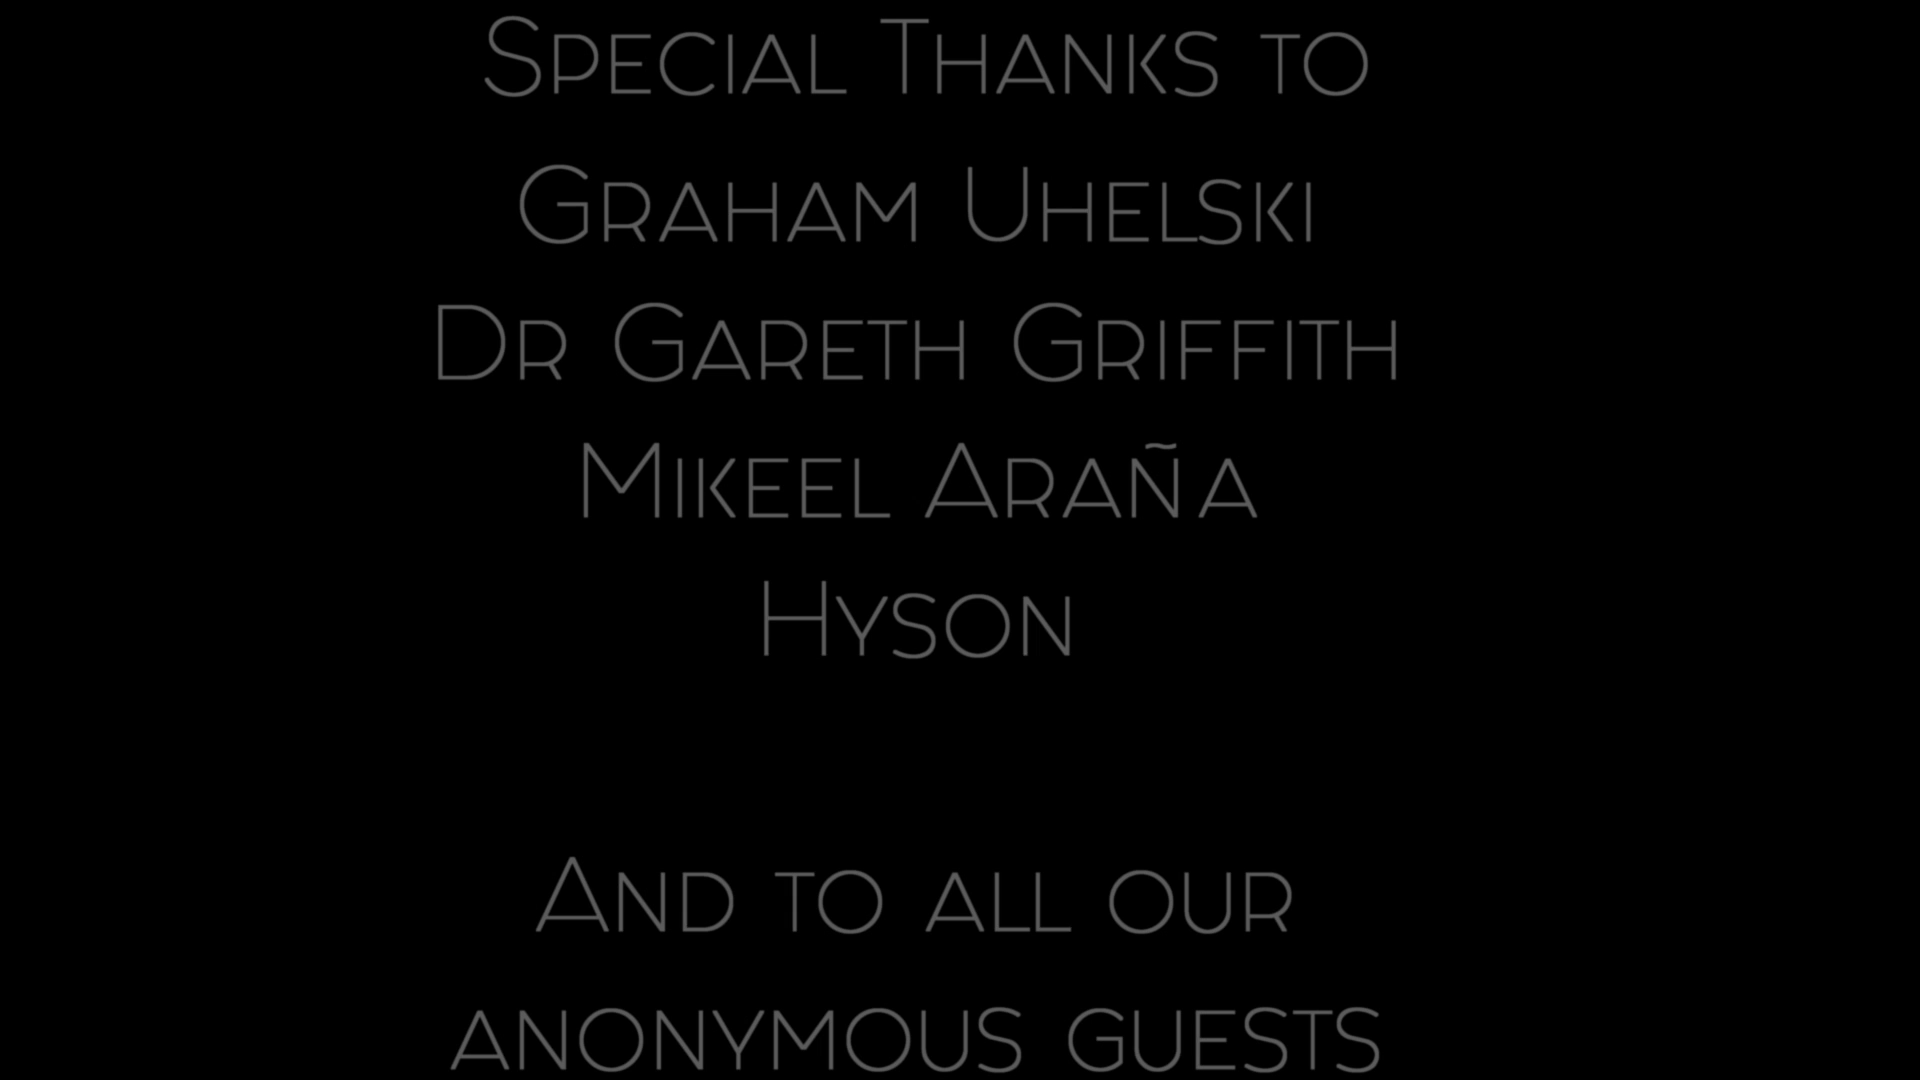 Special Thanks to
Graham Uhelski
Dr Gareth Griffith
Mikeel Araña
Hyson
And to all our
anonymous guests